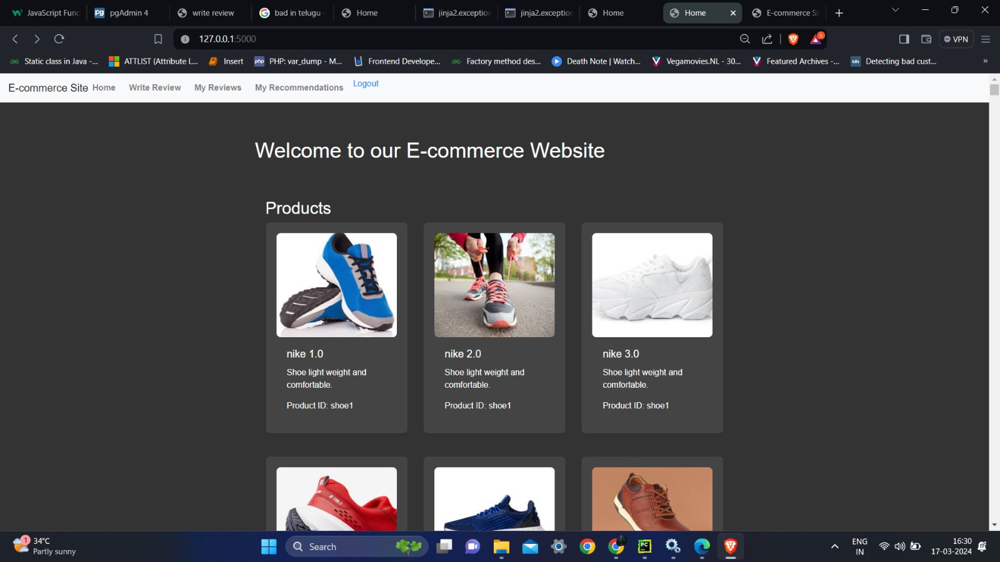 JavaScript Func
pgAdmin 4
write review
bad in telugu -
Home
jinja2.exception
jinja2.exception
Home
Home
E-commerce Si
127.0.0.1:5000
5
VPN
Static class in Java -...
ATTLIST (Attribute L...
Insert
php
PHP: var_dump - M...
Frontend Develope...
Factory method des...
Death Note | Watch...
Vegamovies.NL - 30...
Featured Archives -...
tds
Detecting bad cust...
»
E-commerce Site
Home
Write Review
My Reviews
My Recommendations
Logout
Welcome to our E-commerce Website
Products
nike 1.0
Shoe light weight and
comfortable.
Product ID: shoe1
nike 2.0
Shoe light weight and
comfortable.
Product ID: shoe1
nike 3.0
Shoe light weight and
comfortable.
Product ID: shoe1
1
34°C
Partly sunny
Search
PC
ENG
IN
16:30
17-03-2024